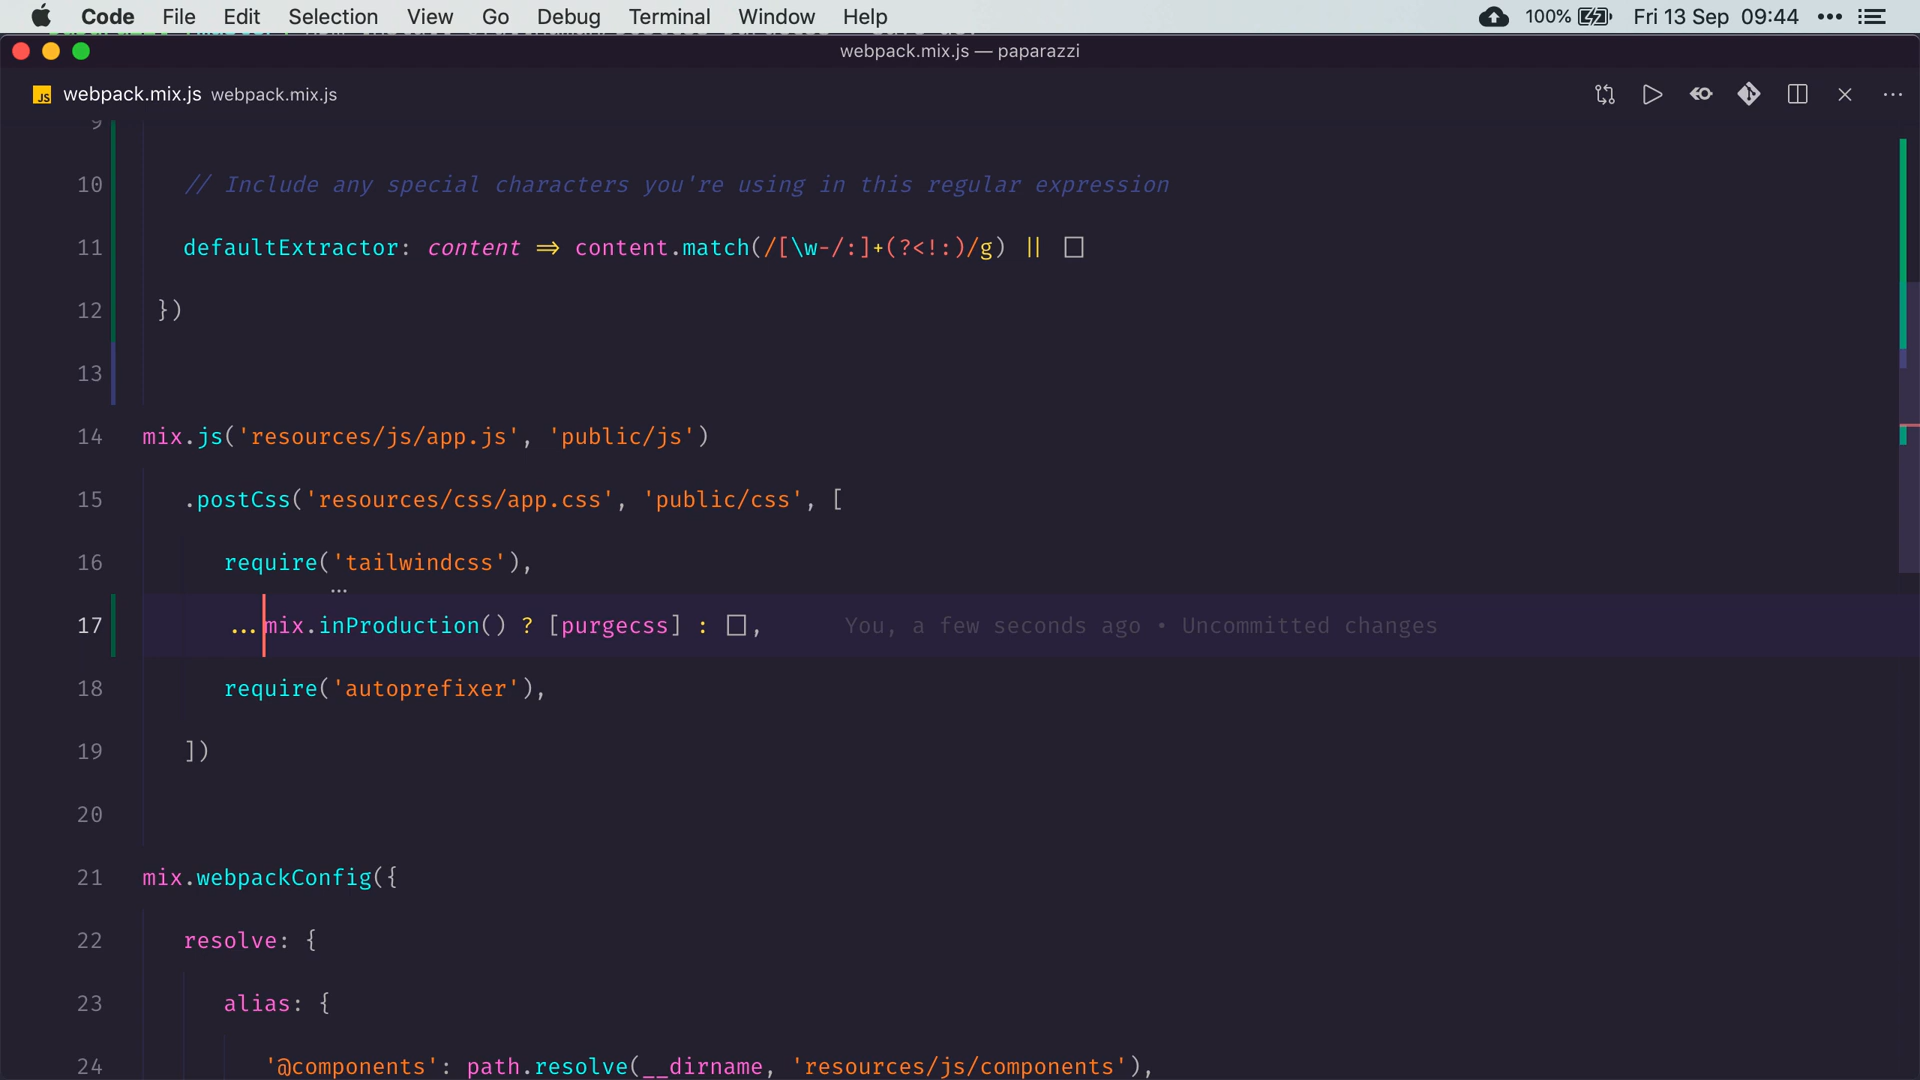 Code File Edit Selection View Go Debug Terminal Window Help 100% Fri 13 Sep 09:44
webpack.mix.js — paparazzi
JS webpack.mix.js webpack.mix.js
9
10 // Include any special characters you're using in this regular expression
11 defaultExtractor: content => content.match(/[\w-/:]+(?<!:)/g) || []
12 })
13
14 mix.js('resources/js/app.js', 'public/js')
15 .postCss('resources/css/app.css', 'public/css', [
16 require('tailwindcss'),
17 ...mix.inProduction() ? [purgecss] : [], You, a few seconds ago • Uncommitted changes
18 require('autoprefixer'),
19 ])
20
21 mix.webpackConfig({
22 resolve: {
23 alias: {
24 '@components': path.resolve(__dirname, 'resources/js/components'),